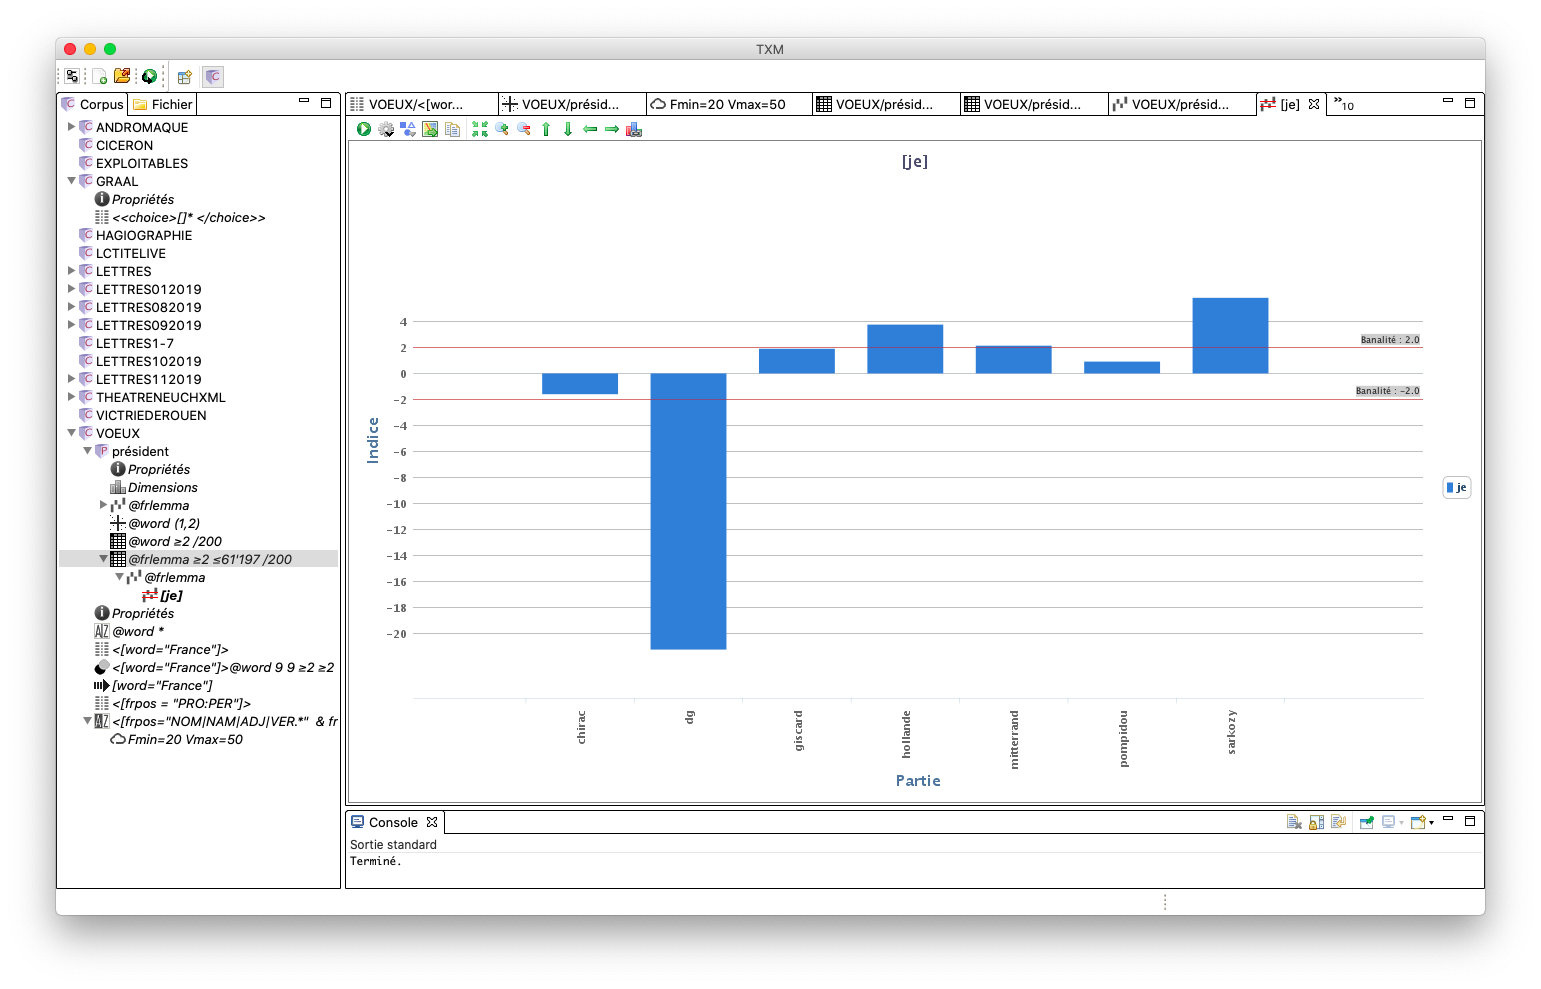 TXM
Corpus
Fichier
ANDROMAQUE
CICERON
EXPLOITABLES
GRAAL
Propriétés
<<choice>[]* </choice>>
HAGIOGRAPHIE
LCTITELIVE
LETTRES
LETTRES012019
LETTRES082019
LETTRES092019
LETTRES1-7
LETTRES102019
LETTRES112019
THEATRENEUCHXML
VICTRIEDEROUEN
VOEUX
président
Propriétés
Dimensions
@frlemma
@word (1,2)
@word ≥2 /200
@frlemma ≥2 ≤61'197 /200
@frlemma
[je]
Propriétés
@word *
<[word="France"]>
<[word="France"]>@word 9 9 ≥2 ≥2
[word="France"]
<[frpos = "PRO:PER"]>
<[frpos="NOM|NAM|ADJ|VER.*" & fr
Fmin=20 Vmax=50
VOEUX/<[wor...
VOEUX/présid...
Fmin=20 Vmax=50
VOEUX/présid...
VOEUX/présid...
VOEUX/présid...
[je]
»10
[je]
4
2
0
-2
-4
-6
-8
-10
-12
-14
-16
-18
-20
Indice
Banalité : 2.0
Banalité : -2.0
je
chirac
dg
giscard
hollande
mitterrand
pompidou
sarkozy
Partie
Console
Sortie standard
Terminé.